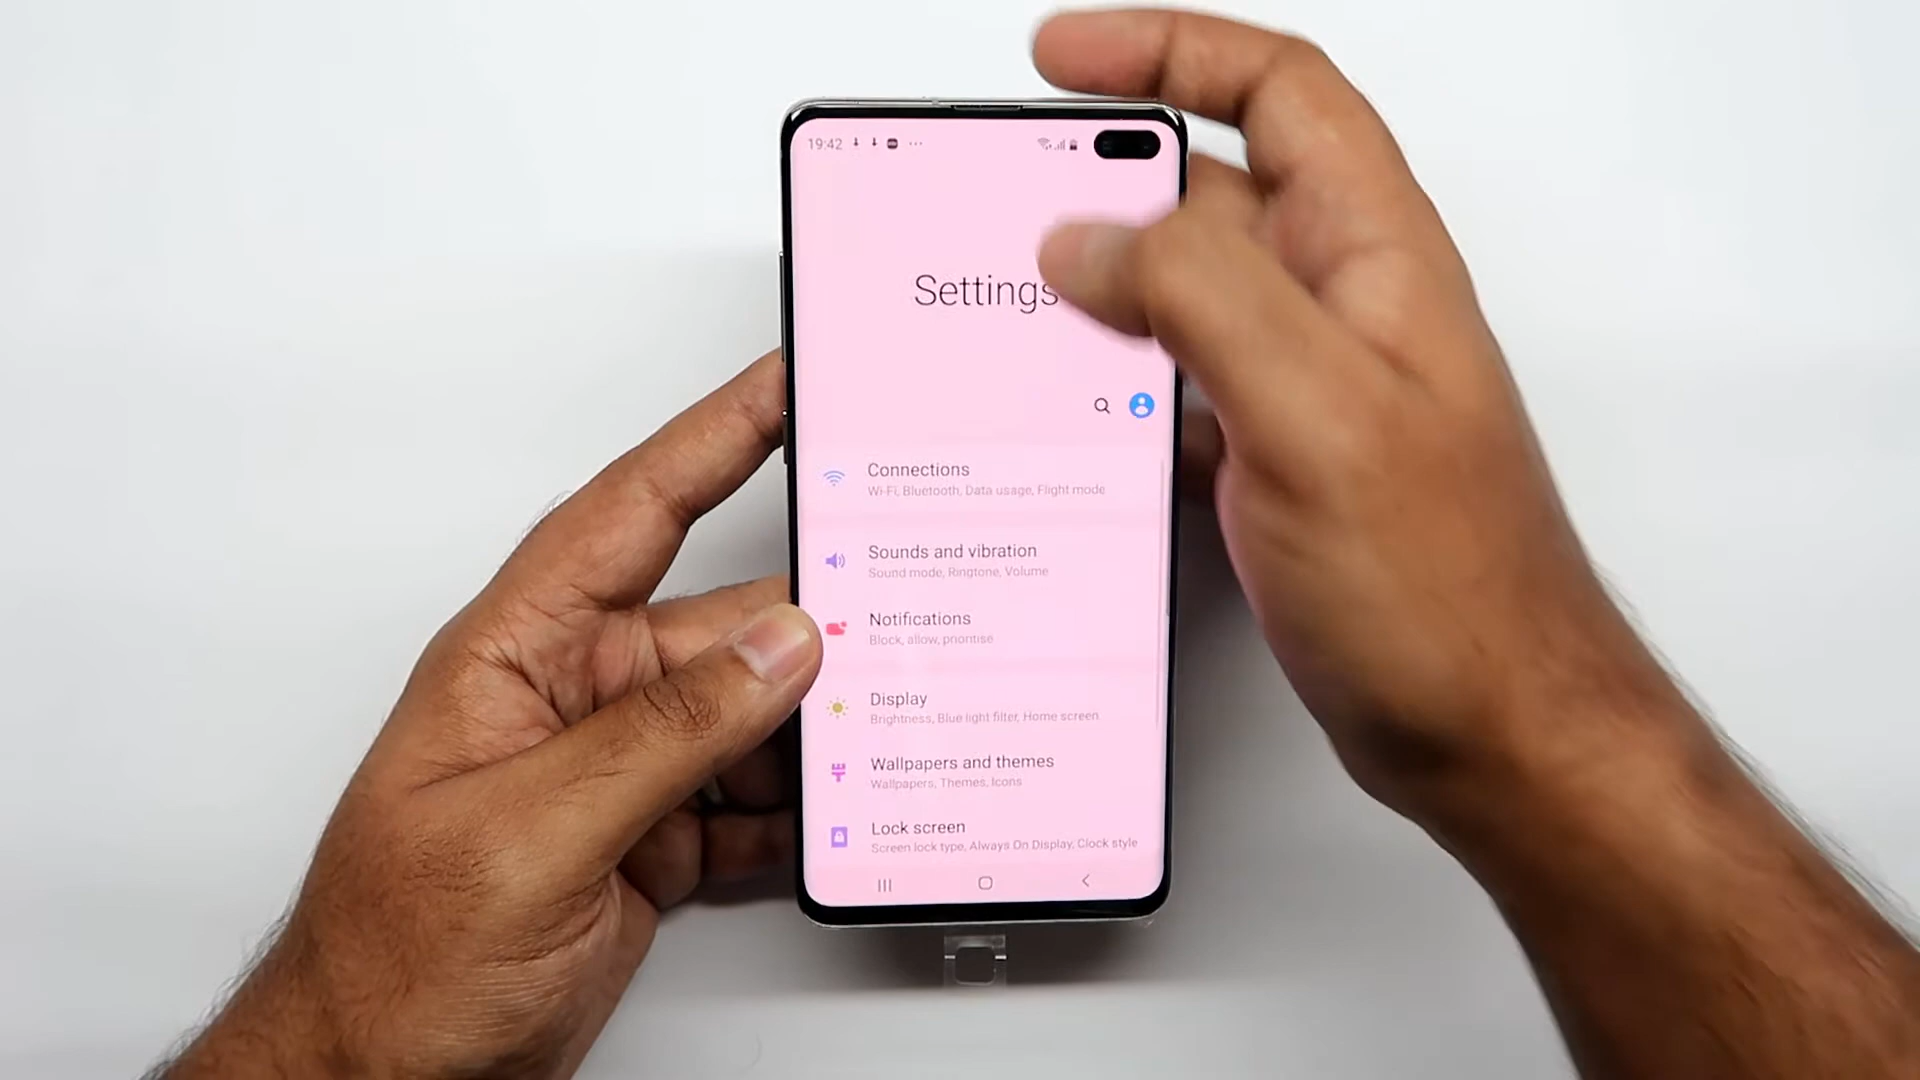 19:42
Settings
Connections
Wi-Fi, Bluetooth, Data usage, Flight mode
Sounds and vibration
Sound mode, Ringtone, Volume
Notifications
Block, allow, prioritise
Display
Brightness, Blue light filter, Home screen
Wallpapers and themes
Wallpapers, Themes, Icons
Lock screen
Screen lock type, Always On Display, Clock style